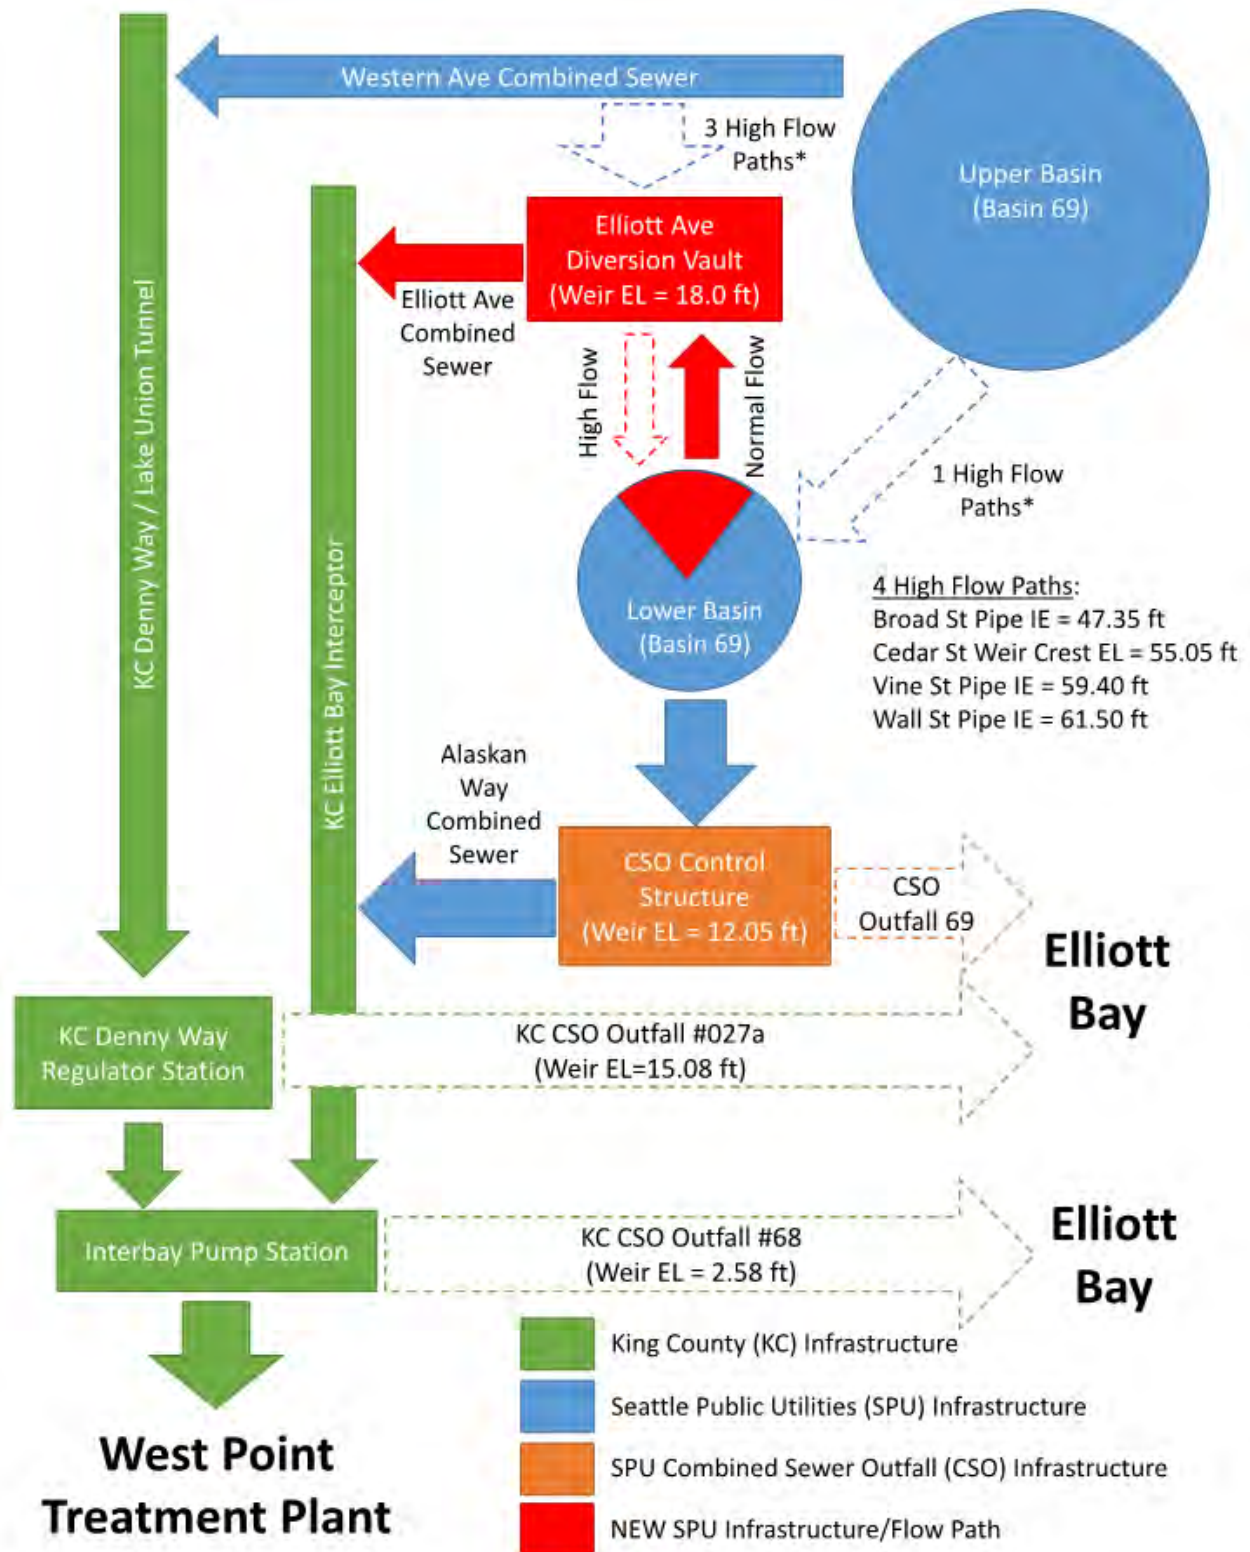 Western Ave Combined Sewer
3 High Flow
Paths*
Upper Basin
(Basin 69)
Elliott Ave
Diversion Vault
(Weir EL = 18.0 ft)
Elliott Ave
Combined
Sewer
High Flow
Normal Flow
KC Denny Way / Lake Union Tunnel
KC Elliott Bay Interceptor
1 High Flow
Paths*
4 High Flow Paths:
Broad St Pipe IE = 47.35 ft
Cedar St Weir Crest EL = 55.05 ft
Vine St Pipe IE = 59.40 ft
Wall St Pipe IE = 61.50 ft
Lower Basin
(Basin 69)
Alaskan
Way
Combined
Sewer
CSO Control
Structure
(Weir EL = 12.05 ft)
CSO
Outfall 69
Elliott
Bay
KC Denny Way
Regulator Station
KC CSO Outfall #027a
(Weir EL=15.08 ft)
Interbay Pump Station
KC CSO Outfall #68
(Weir EL = 2.58 ft)
Elliott
Bay
West Point
Treatment Plant
King County (KC) Infrastructure
Seattle Public Utilities (SPU) Infrastructure
SPU Combined Sewer Outfall (CSO) Infrastructure
NEW SPU Infrastructure/Flow Path